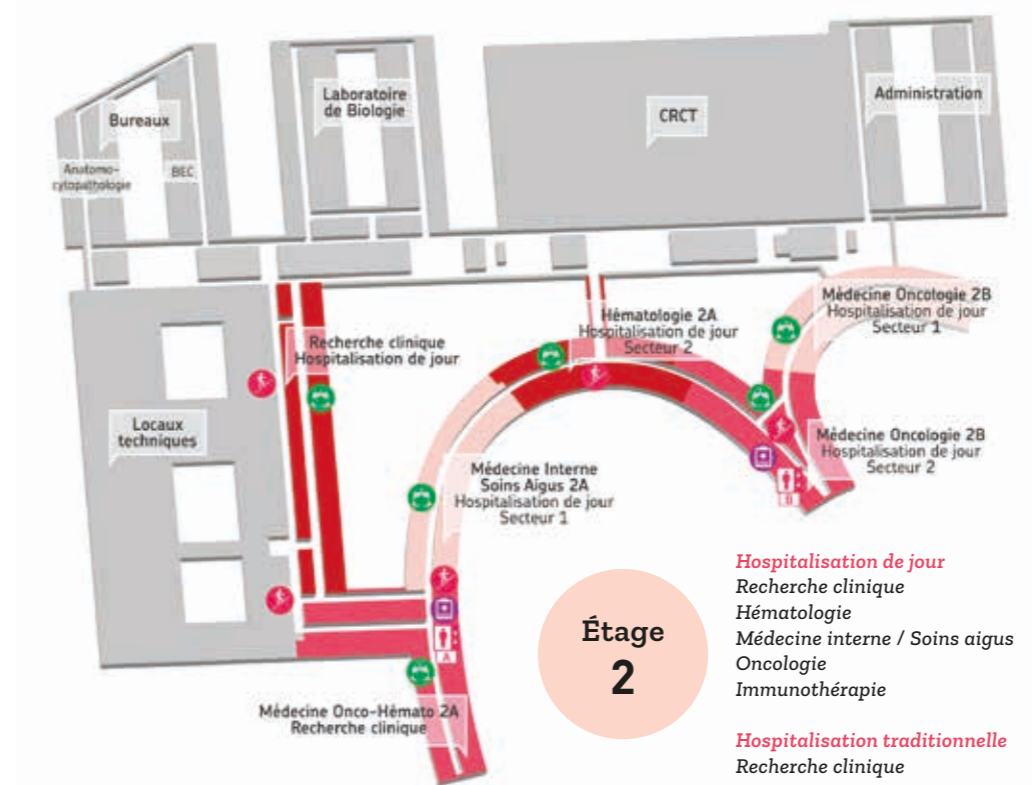 Bureaux
Anatomo-
cytopathologie
BEC
Laboratoire
de Biologie
CRCT
Administration
Recherche clinique
Hospitalisation de jour
Hématologie 2A
Hospitalisation de jour
Secteur 2
Médecine Oncologie 2B
Hospitalisation de jour
Secteur 1
Locaux
techniques
Médecine Interne
Soins Aigus 2A
Hospitalisation de jour
Secteur 1
Médecine Oncologie 2B
Hospitalisation de jour
Secteur 2
B
A
Médecine Onco-Hémato 2A
Recherche clinique
Étage
2
Hospitalisation de jour
Recherche clinique
Hématologie
Médecine interne / Soins aigus
Oncologie
Immunothérapie
Hospitalisation traditionnelle
Recherche clinique